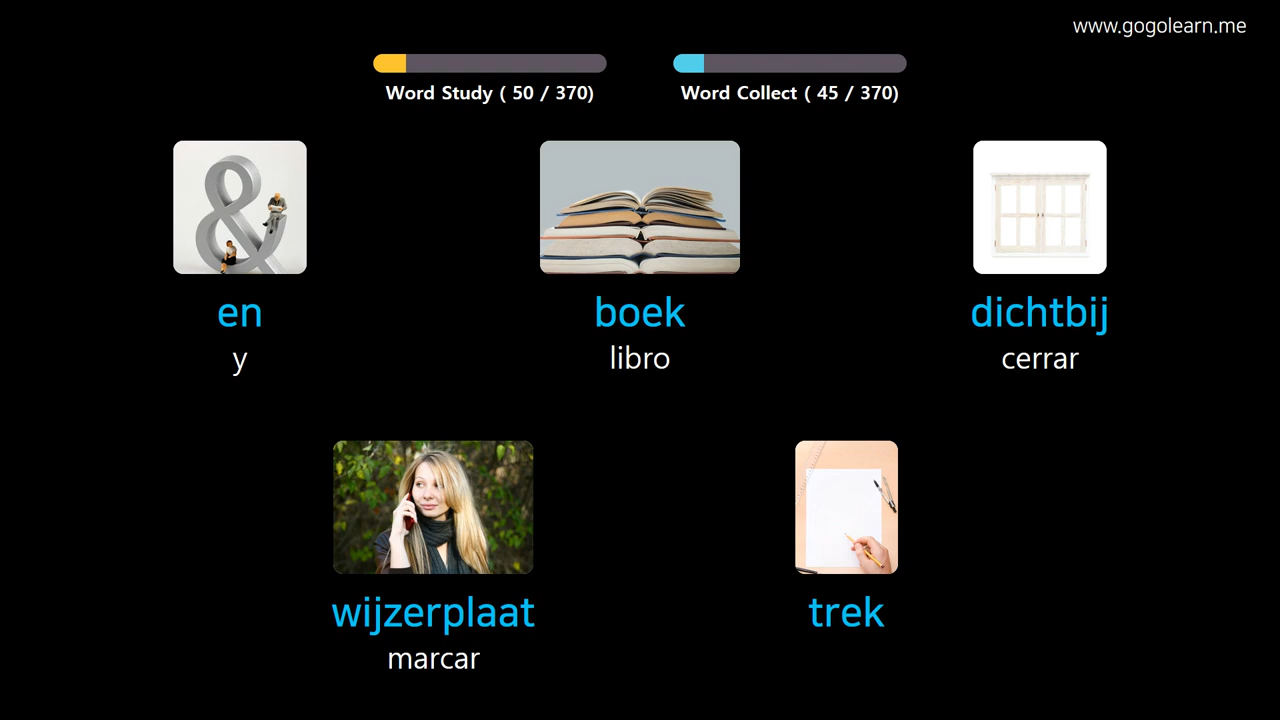 www.gogolearn.me
Word Study ( 50 / 370)
Word Collect ( 45 / 370)
en
y
boek
libro
dichtbij
cerrar
wijzerplaat
marcar
trek